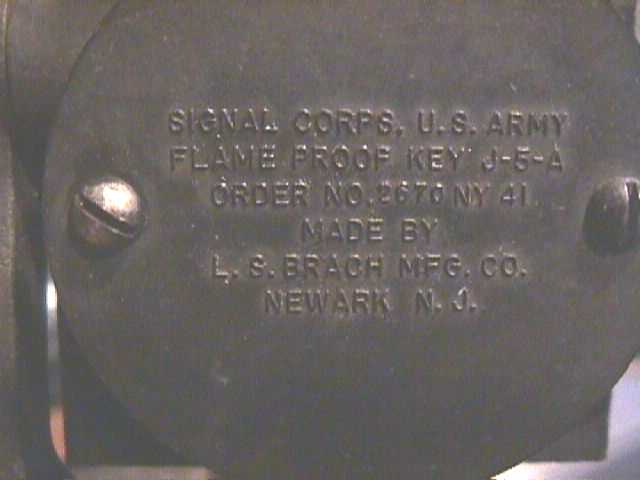 SIGNAL CORPS, U.S. ARMY
FLAME PROOF KEY J-5-A
ORDER NO. 2670 NY 41
MADE BY
L. S. BRACH MFG. CO.
NEWARK N. J.